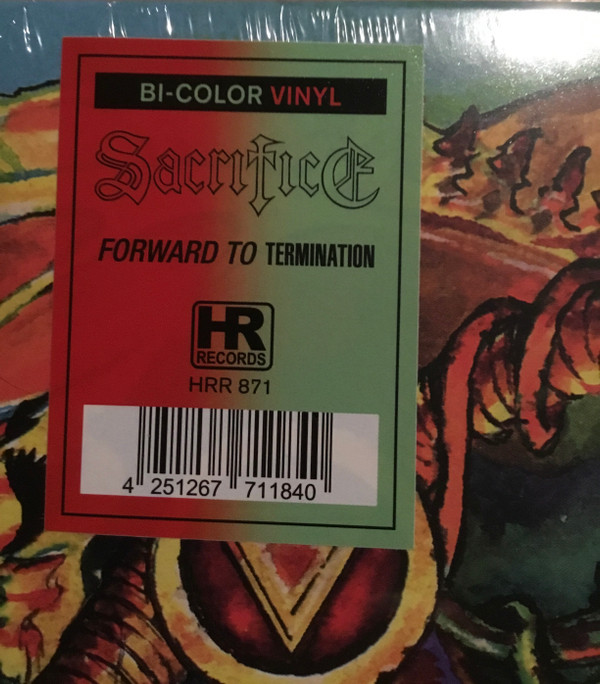 BI-COLOR VINYL
SacrificE
FORWARD TO TERMINATION
HR
RECORDS
HRR 871
4 251267 711840